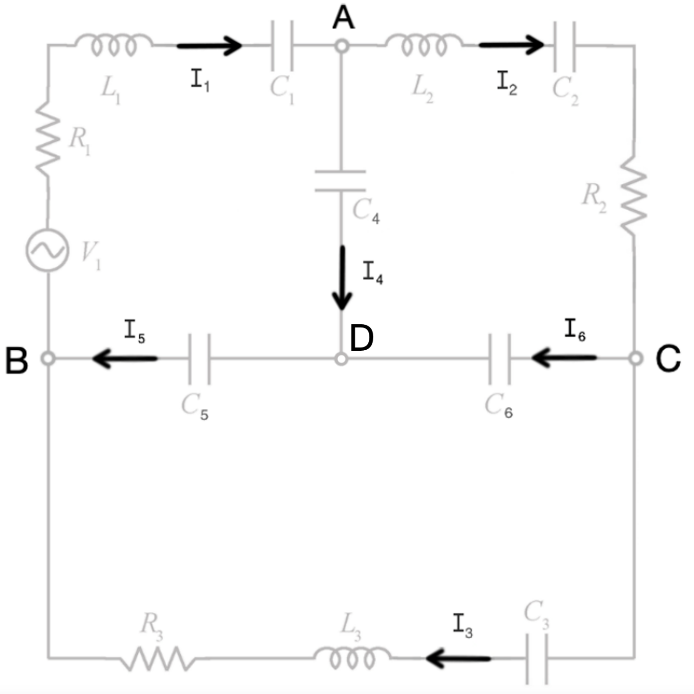 A
L₁ I₁ C₁ L₂ I₂ C₂
R₁
R₂
C₄
V₁
I₄
I₅ D I₆
B C
C₅ C₆
R₃ L₃ I₃ C₃